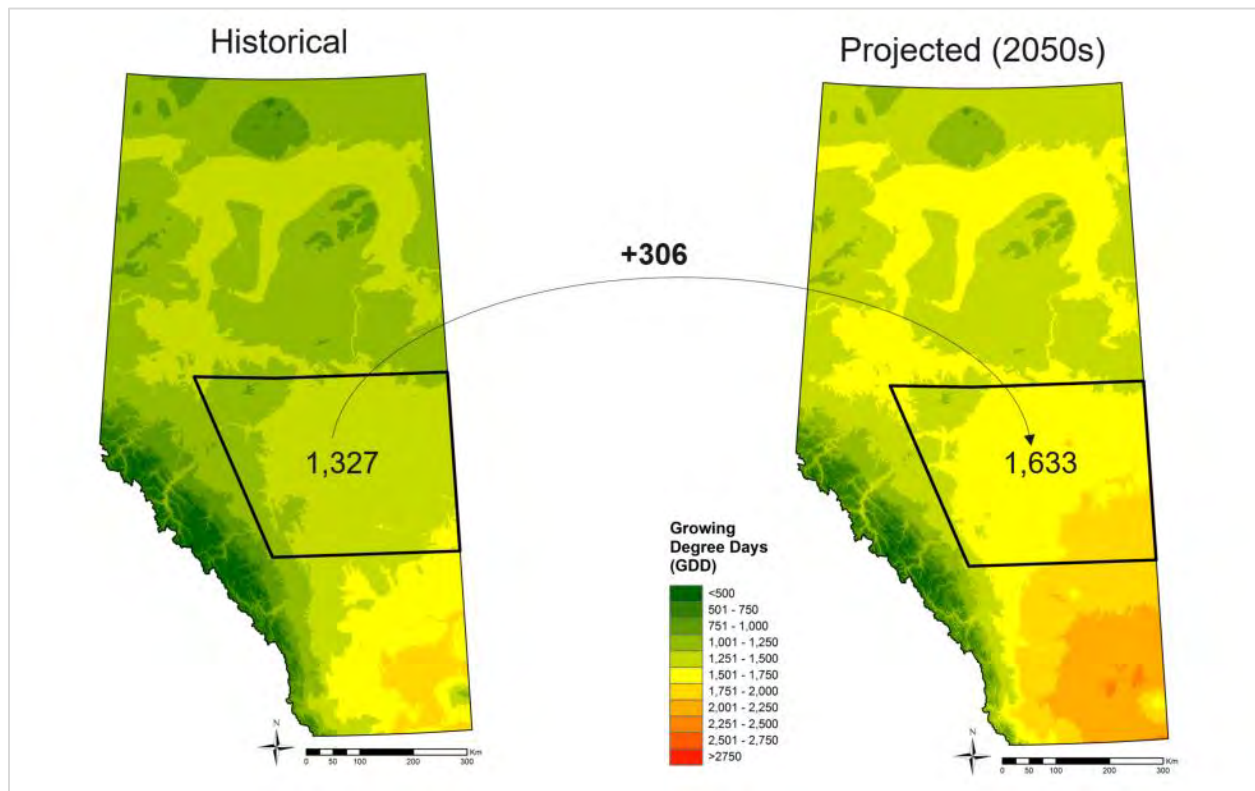 Historical
Projected (2050s)
+306
1,327
1,633
Growing
Degree Days
(GDD)
<500
501 - 750
751 - 1,000
1,001 - 1,250
1,251 - 1,500
1,501 - 1,750
1,751 - 2,000
2,001 - 2,250
2,251 - 2,500
2,501 - 2,750
>2750
N
Km
0 25 50 100 200 300
N
Km
0 25 50 100 200 300